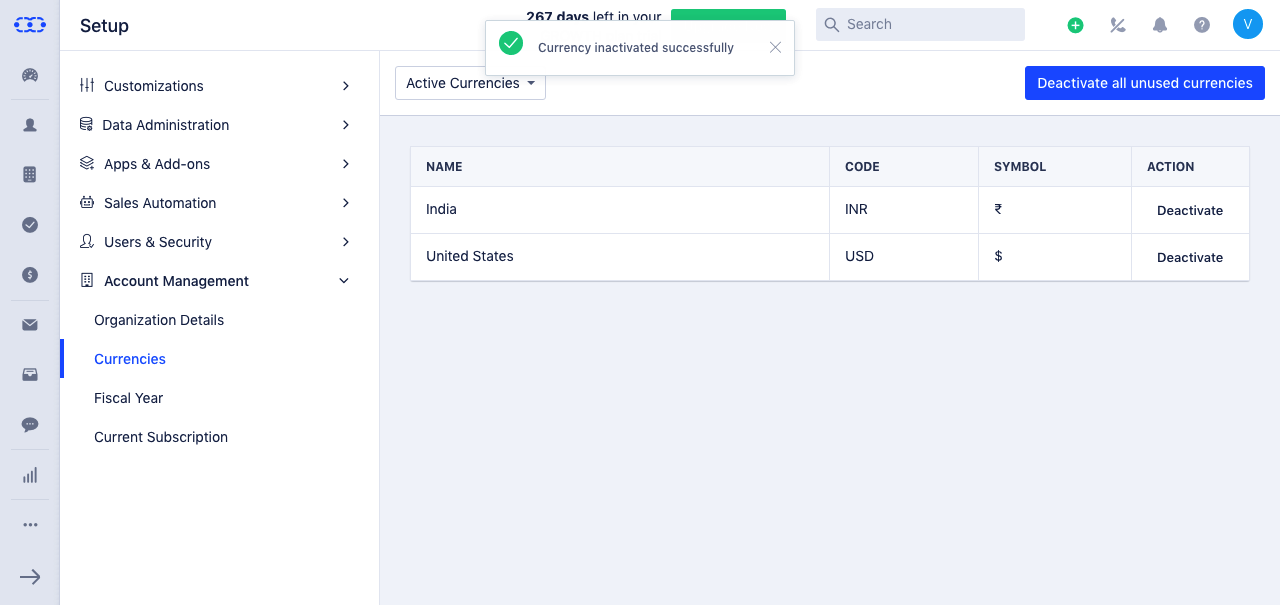 Setup
267 days left in your
Search
V
Currency inactivated successfully
Active Currencies
Deactivate all unused currencies
Customizations
Data Administration
Apps & Add-ons
Sales Automation
Users & Security
Account Management
Organization Details
Currencies
Fiscal Year
Current Subscription
NAME CODE SYMBOL ACTION
India INR ₹ Deactivate
United States USD $ Deactivate